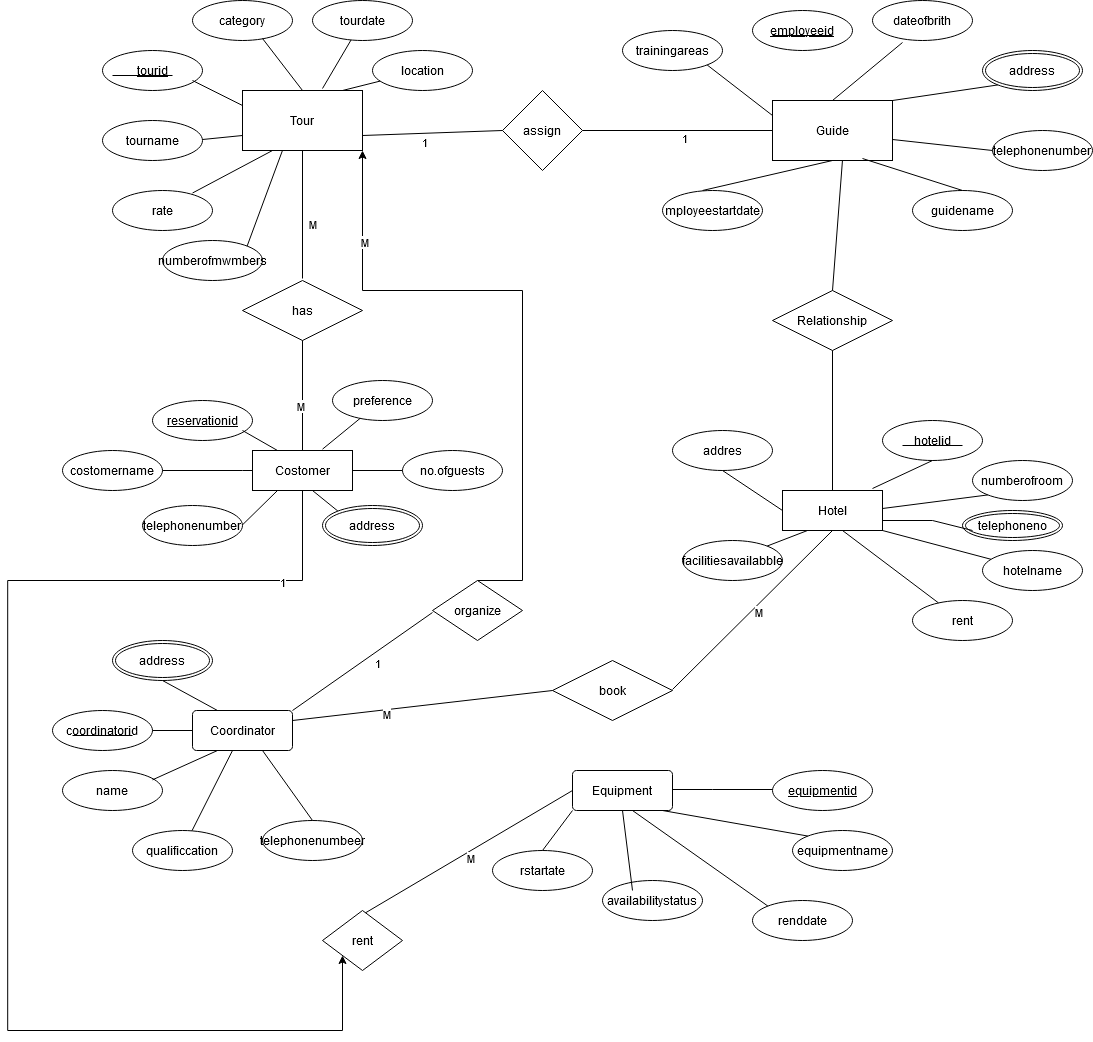 category
tourdate
employeeid
dateofbrith
trainingareas
tourid
location
address
Tour
assign
Guide
1
1
tourname
telephonenumber
rate
mployeestartdate
guidename
M
M
numberofmwmbers
has
Relationship
M
preference
reservationid
hotelid
addres
costomername
Costomer
no.ofguests
numberofroom
Hotel
telephonenumber
address
telephoneno
facilitiesavailabble
hotelname
1
organize
M
rent
address
1
book
M
coordinatorid
Coordinator
name
Equipment
equipmentid
telephonenumbeer
qualificcation
M
equipmentname
rstartate
availabilitystatus
renddate
rent